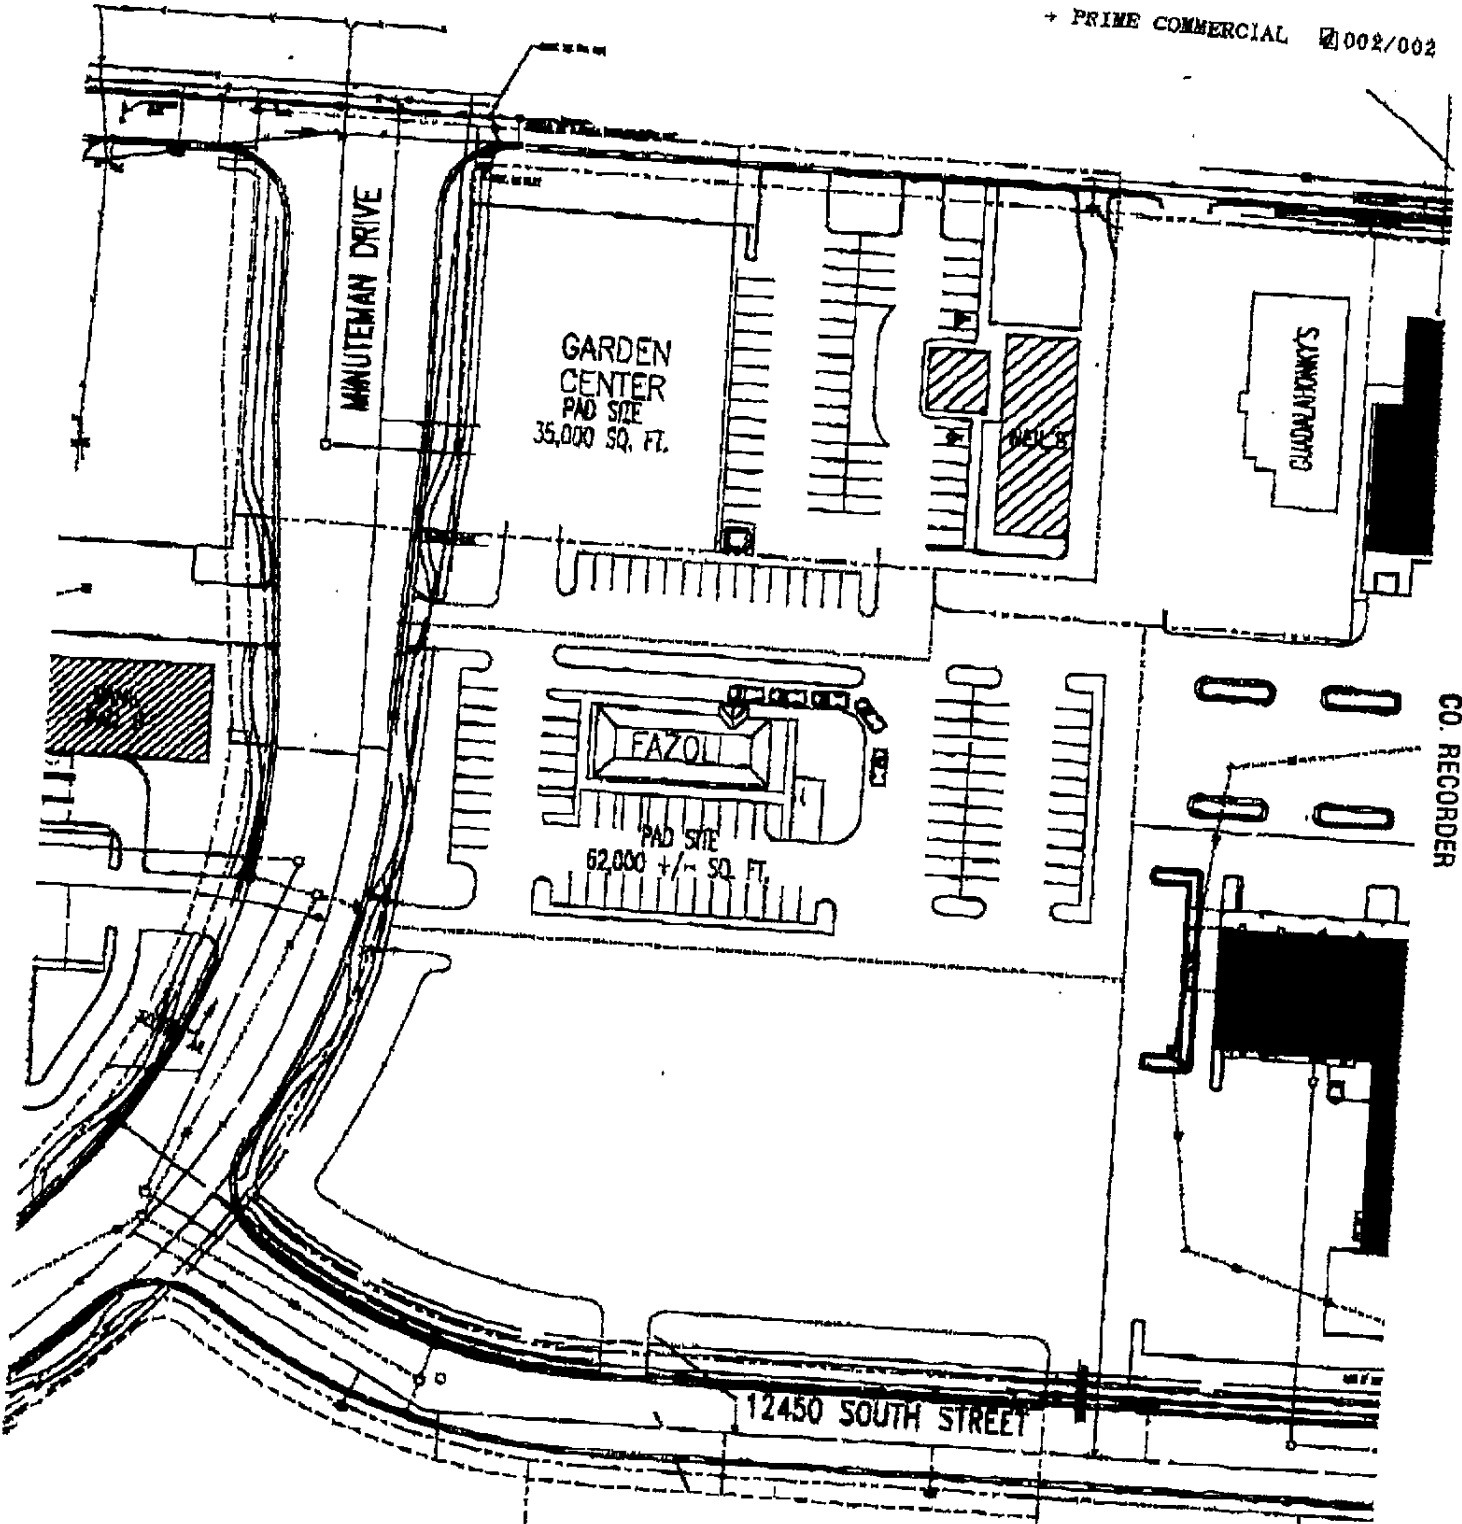 → PRIME COMMERCIAL 002/002
MINUTEMAN DRIVE
GARDEN
CENTER
PAD SITE
35,000 SQ. FT.
GUADALAHONKY'S
FAZOLI
PAD SITE
62,000 +/- SQ. FT.
CO. RECORDER
12450 SOUTH STREET